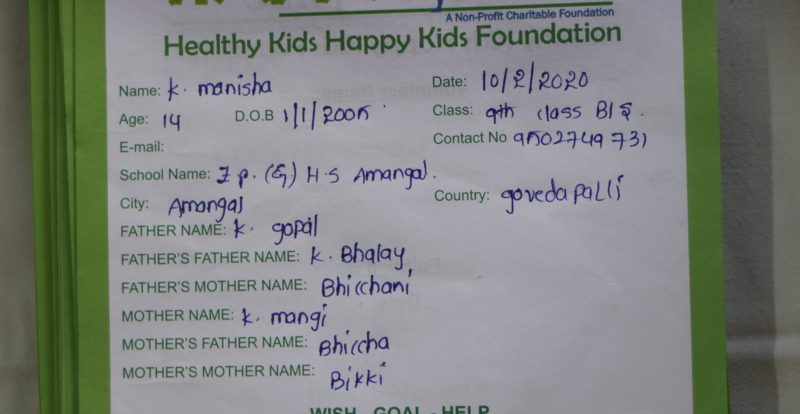 A Non-Profit Charitable Foundation
Healthy Kids Happy Kids Foundation
Name: K. manisha
Date: 10/2/2020
Age: 14 D.O.B 1/1/2005
Class: 9th class B/S.
E-mail:
Contact No 9502749731
School Name: Z p. (G) H.S Amangal.
City: Amangal
Country: govedapalli
FATHER NAME: K. gopal
FATHER'S FATHER NAME: K. Bhalay
FATHER'S MOTHER NAME: Bhicchani
MOTHER NAME: K. mangi
MOTHER'S FATHER NAME: Bhiccha
MOTHER'S MOTHER NAME: Bikki
WISH - GOAL - HELP